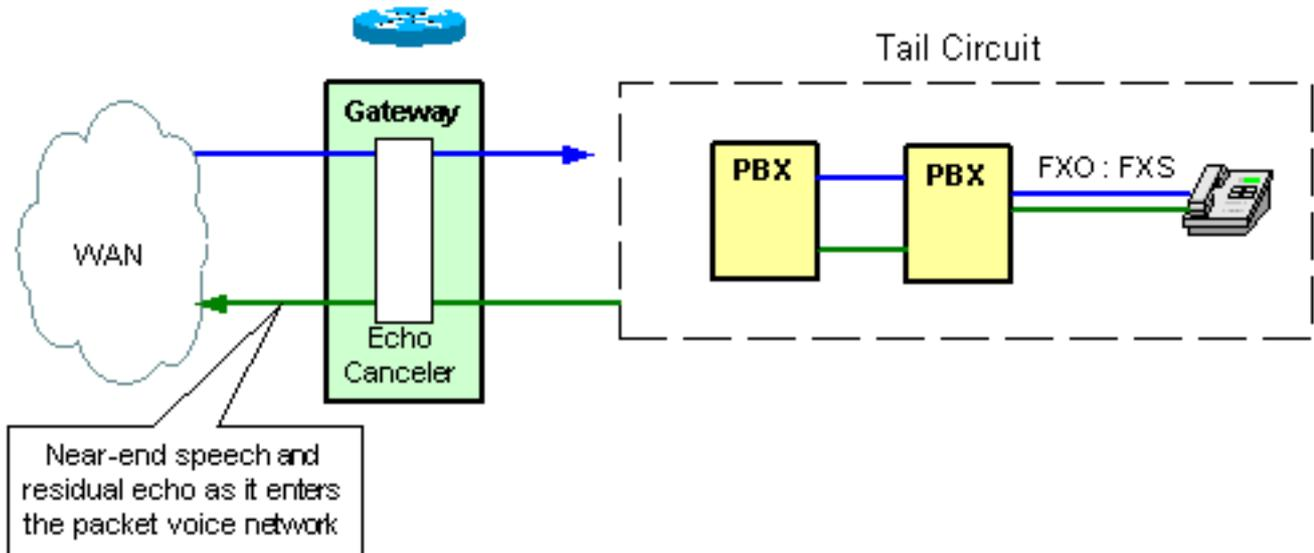 Tail Circuit
Gateway
PBX
PBX
FXO : FXS
WAN
Echo
Canceler
Near-end speech and
residual echo as it enters
the packet voice network